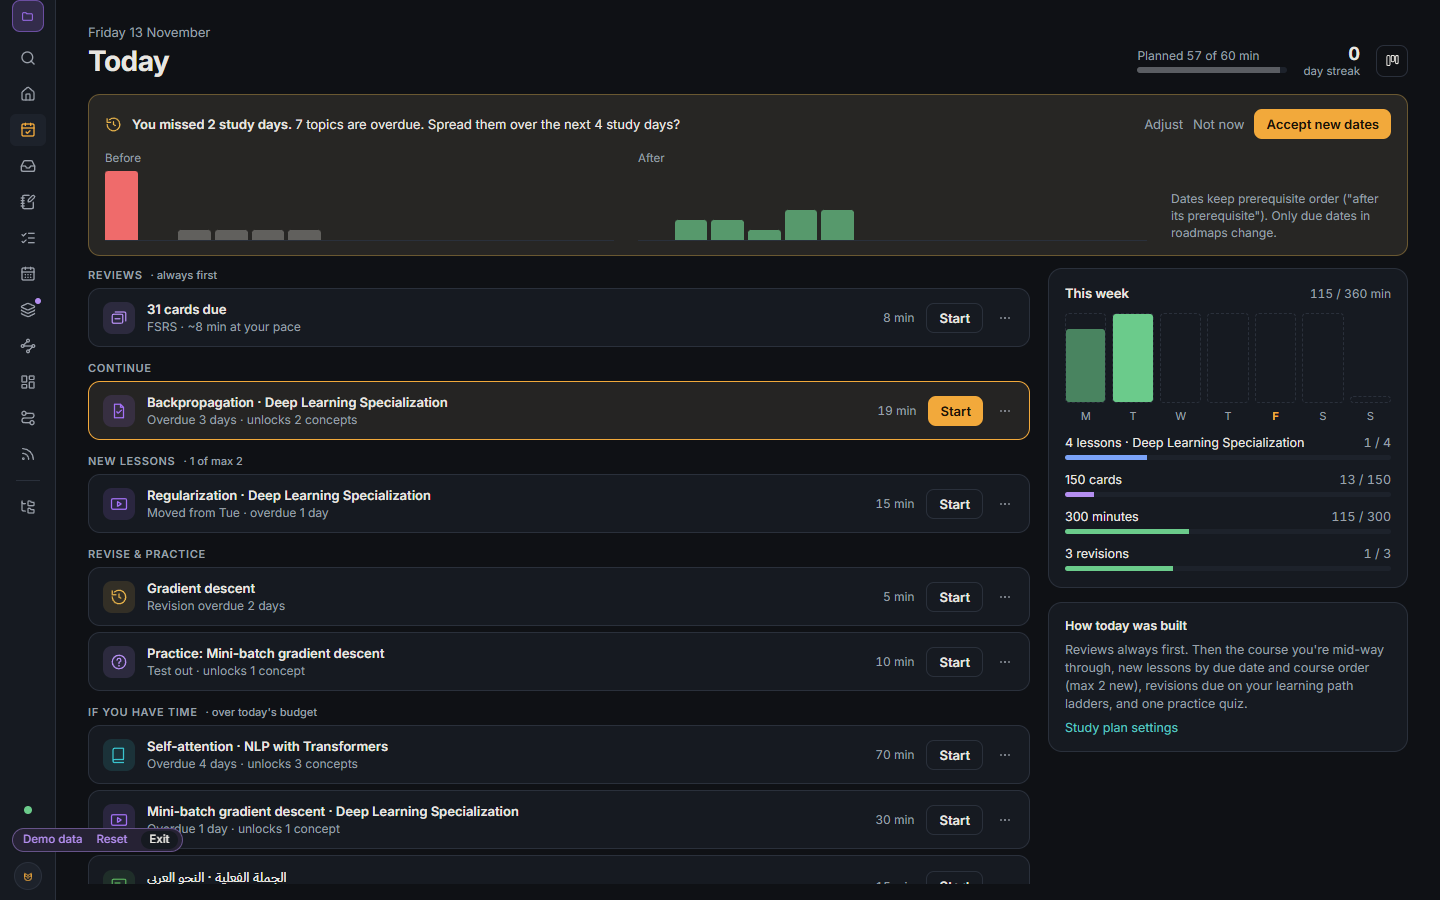 Friday 13 November
Today
Planned 57 of 60 min
0
day streak
You missed 2 study days. 7 topics are overdue. Spread them over the next 4 study days?
Adjust
Not now
Accept new dates
Before
After
Dates keep prerequisite order ("after
its prerequisite"). Only due dates in
roadmaps change.
REVIEWS · always first
31 cards due
FSRS · ~8 min at your pace
8 min
Start
CONTINUE
Backpropagation · Deep Learning Specialization
Overdue 3 days · unlocks 2 concepts
19 min
Start
NEW LESSONS · 1 of max 2
Regularization · Deep Learning Specialization
Moved from Tue · overdue 1 day
15 min
Start
REVISE & PRACTICE
Gradient descent
Revision overdue 2 days
5 min
Start
Practice: Mini-batch gradient descent
Test out · unlocks 1 concept
10 min
Start
IF YOU HAVE TIME · over today's budget
Self-attention · NLP with Transformers
Overdue 4 days · unlocks 3 concepts
70 min
Start
Mini-batch gradient descent · Deep Learning Specialization
Overdue 1 day · unlocks 1 concept
30 min
Start
الجملة الفعلية · النحو العربي
This week
115 / 360 min
M T W T F S S
4 lessons · Deep Learning Specialization
1 / 4
150 cards
13 / 150
300 minutes
115 / 300
3 revisions
1 / 3
How today was built
Reviews always first. Then the course you're mid-way
through, new lessons by due date and course order
(max 2 new), revisions due on your learning path
ladders, and one practice quiz.
Study plan settings
Demo data
Reset
Exit